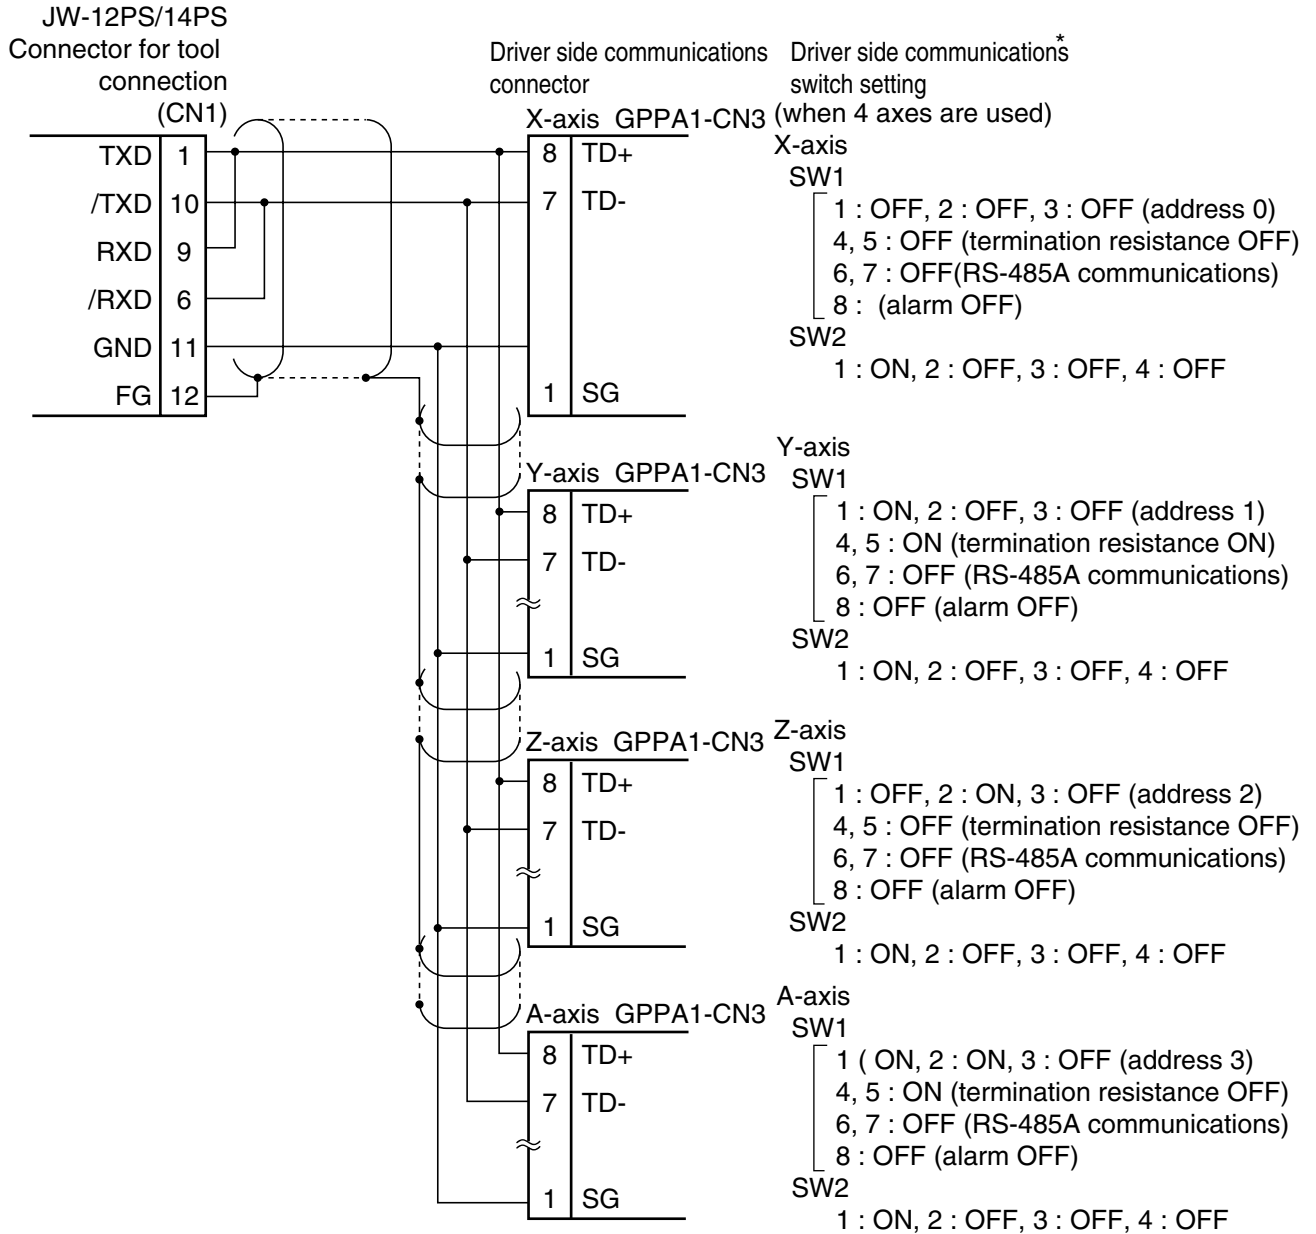 JW-12PS/14PS
Connector for tool
connection
(CN1)
TXD 1
/TXD 10
RXD 9
/RXD 6
GND 11
FG 12
Driver side communications
connector
Driver side communications*
switch setting
(when 4 axes are used)
X-axis GPPA1-CN3
8 TD+
7 TD-
1 SG
X-axis
SW1
1 : OFF, 2 : OFF, 3 : OFF (address 0)
4, 5 : OFF (termination resistance OFF)
6, 7 : OFF(RS-485A communications)
8 : (alarm OFF)
SW2
1 : ON, 2 : OFF, 3 : OFF, 4 : OFF
Y-axis GPPA1-CN3
8 TD+
7 TD-
1 SG
Y-axis
SW1
1 : ON, 2 : OFF, 3 : OFF (address 1)
4, 5 : ON (termination resistance ON)
6, 7 : OFF (RS-485A communications)
8 : OFF (alarm OFF)
SW2
1 : ON, 2 : OFF, 3 : OFF, 4 : OFF
Z-axis GPPA1-CN3
8 TD+
7 TD-
1 SG
Z-axis
SW1
1 : OFF, 2 : ON, 3 : OFF (address 2)
4, 5 : OFF (termination resistance OFF)
6, 7 : OFF (RS-485A communications)
8 : OFF (alarm OFF)
SW2
1 : ON, 2 : OFF, 3 : OFF, 4 : OFF
A-axis GPPA1-CN3
8 TD+
7 TD-
1 SG
A-axis
SW1
1 ( ON, 2 : ON, 3 : OFF (address 3)
4, 5 : ON (termination resistance OFF)
6, 7 : OFF (RS-485A communications)
8 : OFF (alarm OFF)
SW2
1 : ON, 2 : OFF, 3 : OFF, 4 : OFF